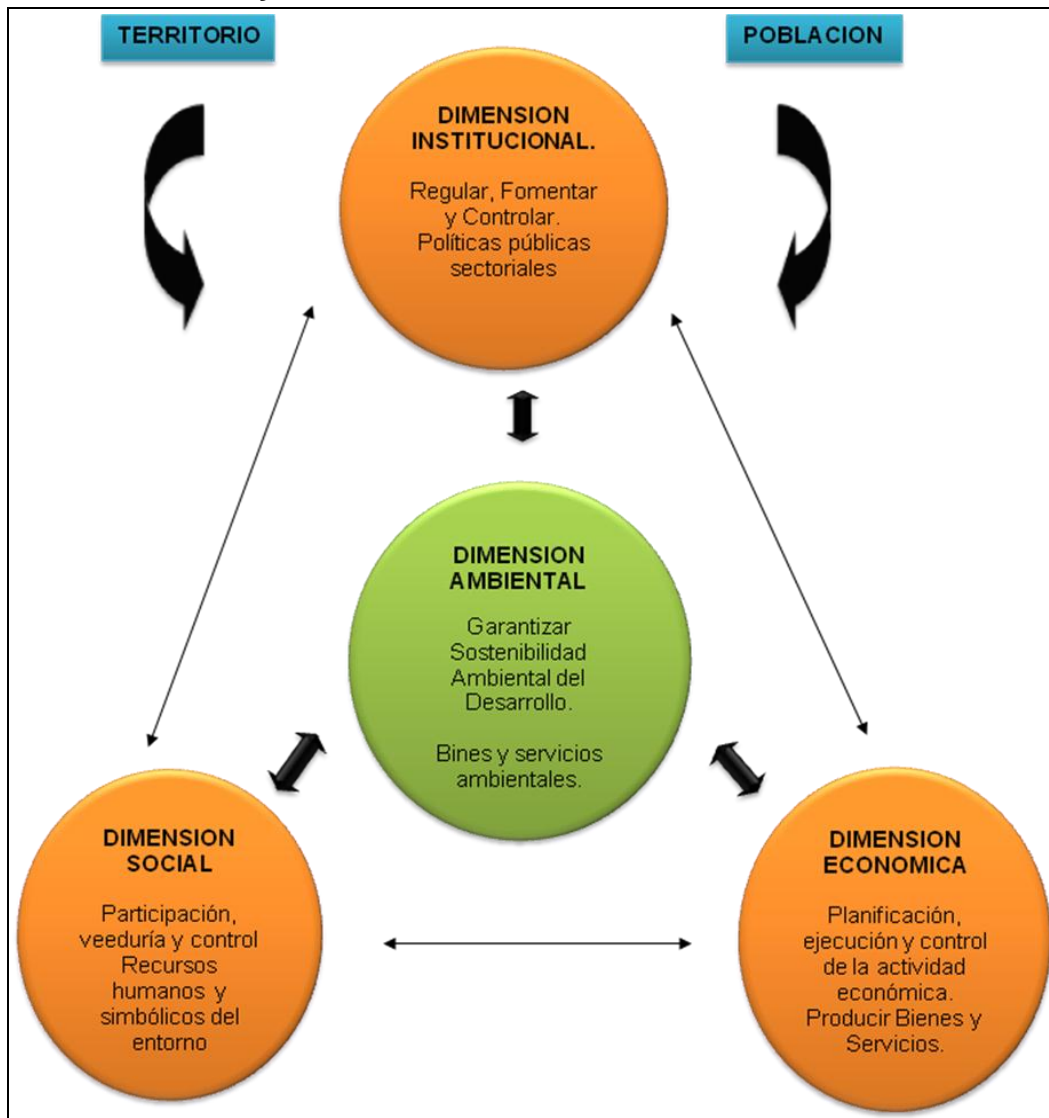 TERRITORIO
POBLACION
DIMENSION
INSTITUCIONAL.
Regular, Fomentar
y Controlar.
Políticas públicas
sectoriales
DIMENSION
AMBIENTAL
Garantizar
Sostenibilidad
Ambiental del
Desarrollo.
Bines y servicios
ambientales.
DIMENSION
SOCIAL
Participación,
veeduría y control
Recursos
humanos y
simbólicos del
entorno
DIMENSION
ECONOMICA
Planificación,
ejecución y control
de la actividad
económica.
Producir Bienes y
Servicios.